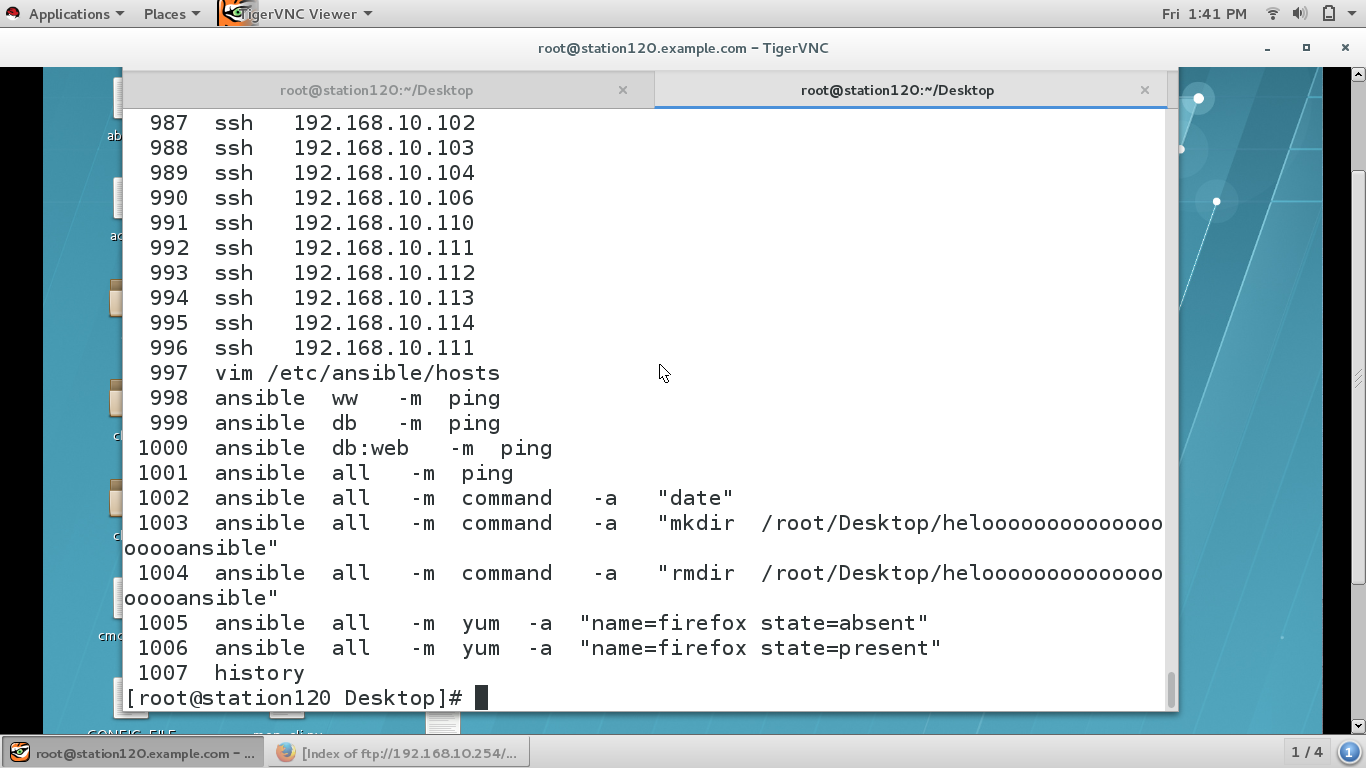 Applications Places TigerVNC Viewer Fri 1:41 PM
root@station120.example.com – TigerVNC
root@station120:~/Desktop × root@station120:~/Desktop ×
987 ssh 192.168.10.102
988 ssh 192.168.10.103
989 ssh 192.168.10.104
990 ssh 192.168.10.106
991 ssh 192.168.10.110
992 ssh 192.168.10.111
993 ssh 192.168.10.112
994 ssh 192.168.10.113
995 ssh 192.168.10.114
996 ssh 192.168.10.111
997 vim /etc/ansible/hosts
998 ansible ww -m ping
999 ansible db -m ping
1000 ansible db:web -m ping
1001 ansible all -m ping
1002 ansible all -m command -a "date"
1003 ansible all -m command -a "mkdir /root/Desktop/heloooooooooooooo
ooooansible"
1004 ansible all -m command -a "rmdir /root/Desktop/heloooooooooooooo
ooooansible"
1005 ansible all -m yum -a "name=firefox state=absent"
1006 ansible all -m yum -a "name=firefox state=present"
1007 history
[root@station120 Desktop]#
CONFIG_FILE
root@station120.example.com – ... [Index of ftp://192.168.10.254/... 1 / 4 1